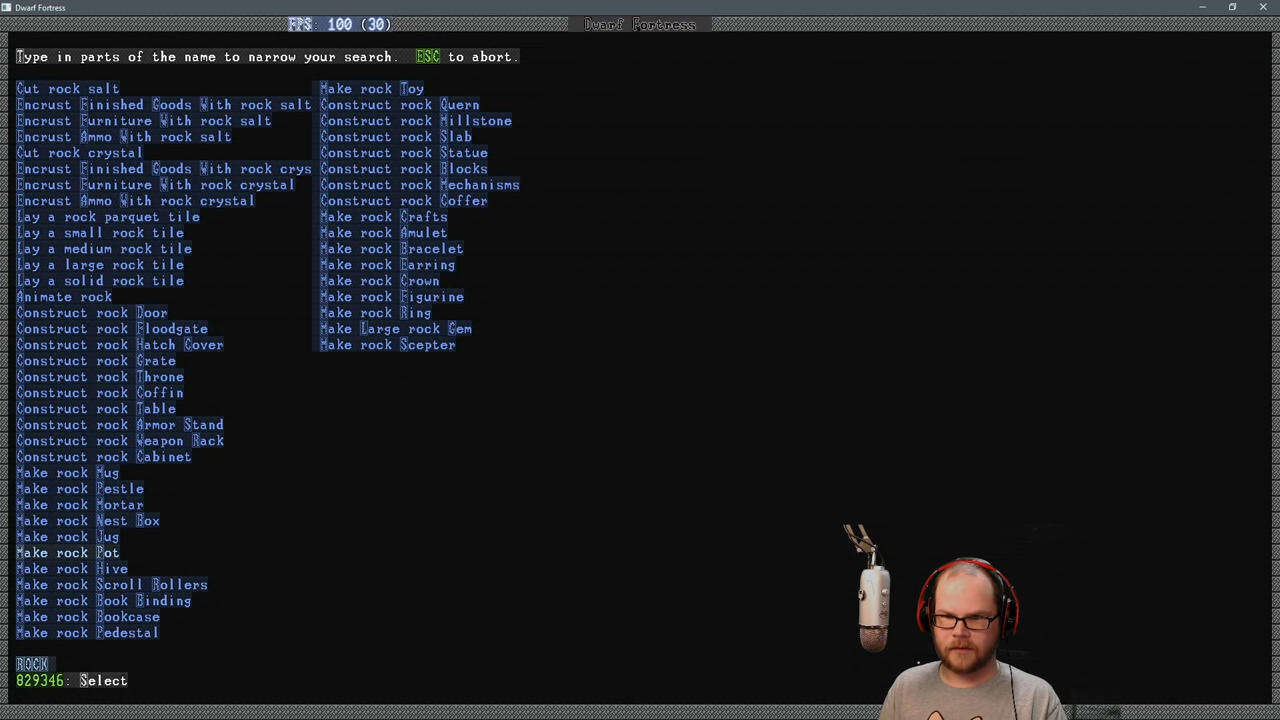 Dwarf Fortress
FPS: 100 (30)
Dwarf Fortress
Type in parts of the name to narrow your search. ESC to abort.
Cut rock salt
Encrust Finished Goods With rock salt
Encrust Furniture With rock salt
Encrust Ammo With rock salt
Cut rock crystal
Encrust Finished Goods With rock crys
Encrust Furniture With rock crystal
Encrust Ammo With rock crystal
Lay a rock parquet tile
Lay a small rock tile
Lay a medium rock tile
Lay a large rock tile
Lay a solid rock tile
Animate rock
Construct rock Door
Construct rock Floodgate
Construct rock Hatch Cover
Construct rock Grate
Construct rock Throne
Construct rock Coffin
Construct rock Table
Construct rock Armor Stand
Construct rock Weapon Rack
Construct rock Cabinet
Make rock Mug
Make rock Pestle
Make rock Mortar
Make rock Nest Box
Make rock Jug
Make rock Pot
Make rock Hive
Make rock Scroll Rollers
Make rock Book Binding
Make rock Bookcase
Make rock Pedestal
Make rock Toy
Construct rock Quern
Construct rock Millstone
Construct rock Slab
Construct rock Statue
Construct rock Blocks
Construct rock Mechanisms
Construct rock Coffer
Make rock Crafts
Make rock Amulet
Make rock Bracelet
Make rock Earring
Make rock Crown
Make rock Figurine
Make rock Ring
Make Large rock Gem
Make rock Scepter
ROCK
829346: Select